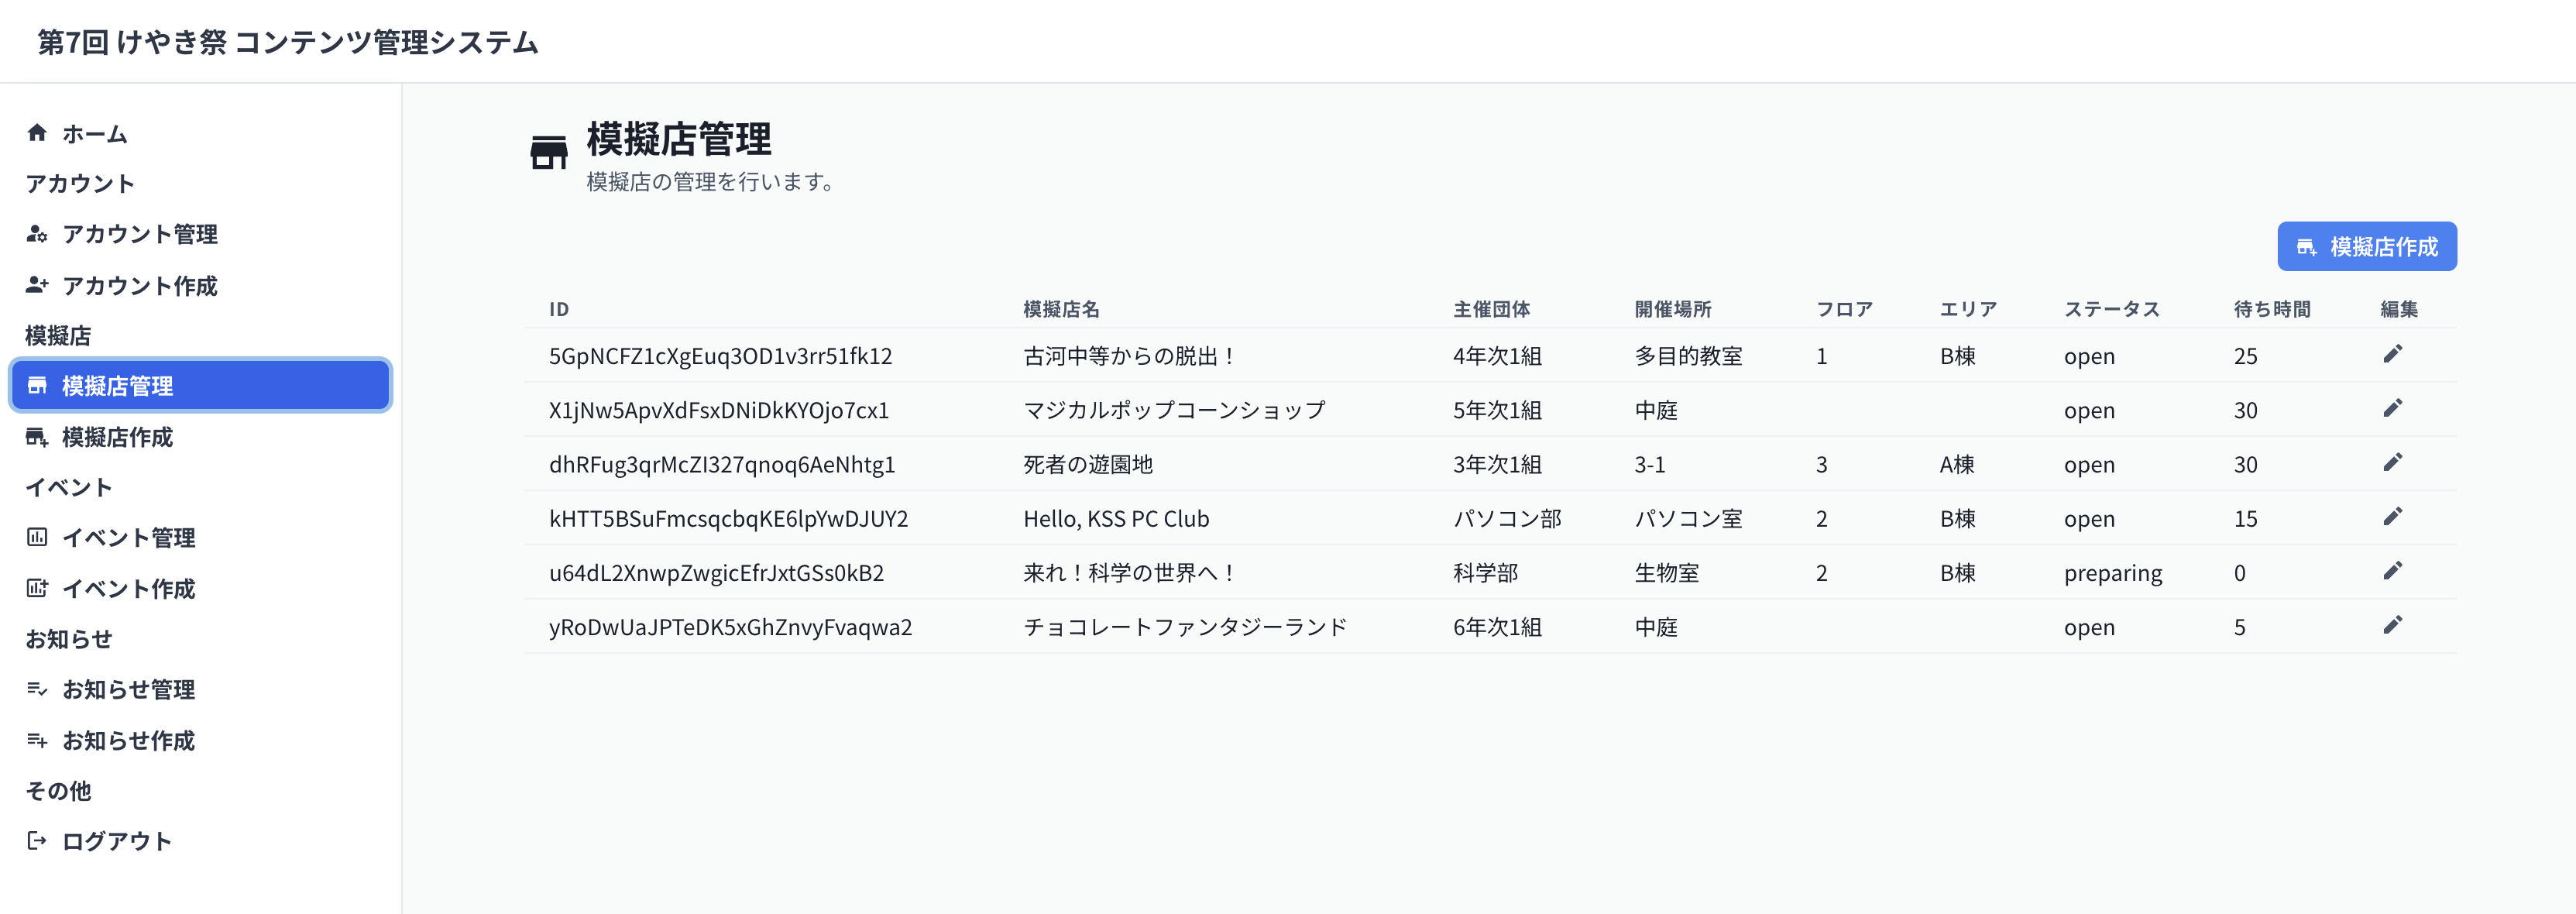 第7回 けやき祭 コンテンツ管理システム
ホーム
アカウント
アカウント管理
アカウント作成
模擬店
模擬店管理
模擬店作成
イベント
イベント管理
イベント作成
お知らせ
お知らせ管理
お知らせ作成
その他
ログアウト
模擬店管理
模擬店の管理を行います。
模擬店作成
ID 模擬店名 主催団体 開催場所 フロア エリア ステータス 待ち時間 編集
5GpNCFZ1cXgEuq3OD1v3rr51fk12 古河中等からの脱出！ 4年次1組 多目的教室 1 B棟 open 25
X1jNw5ApvXdFsxDNiDkKYOjo7cx1 マジカルポップコーンショップ 5年次1組 中庭 open 30
dhRFug3qrMcZI327qnoq6AeNhtg1 死者の遊園地 3年次1組 3-1 3 A棟 open 30
kHTT5BSuFmcsqcbqKE6lpYwDJUY2 Hello, KSS PC Club パソコン部 パソコン室 2 B棟 open 15
u64dL2XnwpZwgicEfrJxtGSs0kB2 来れ！科学の世界へ！ 科学部 生物室 2 B棟 preparing 0
yRoDwUaJPTeDK5xGhZnvyFvaqwa2 チョコレートファンタジーランド 6年次1組 中庭 open 5